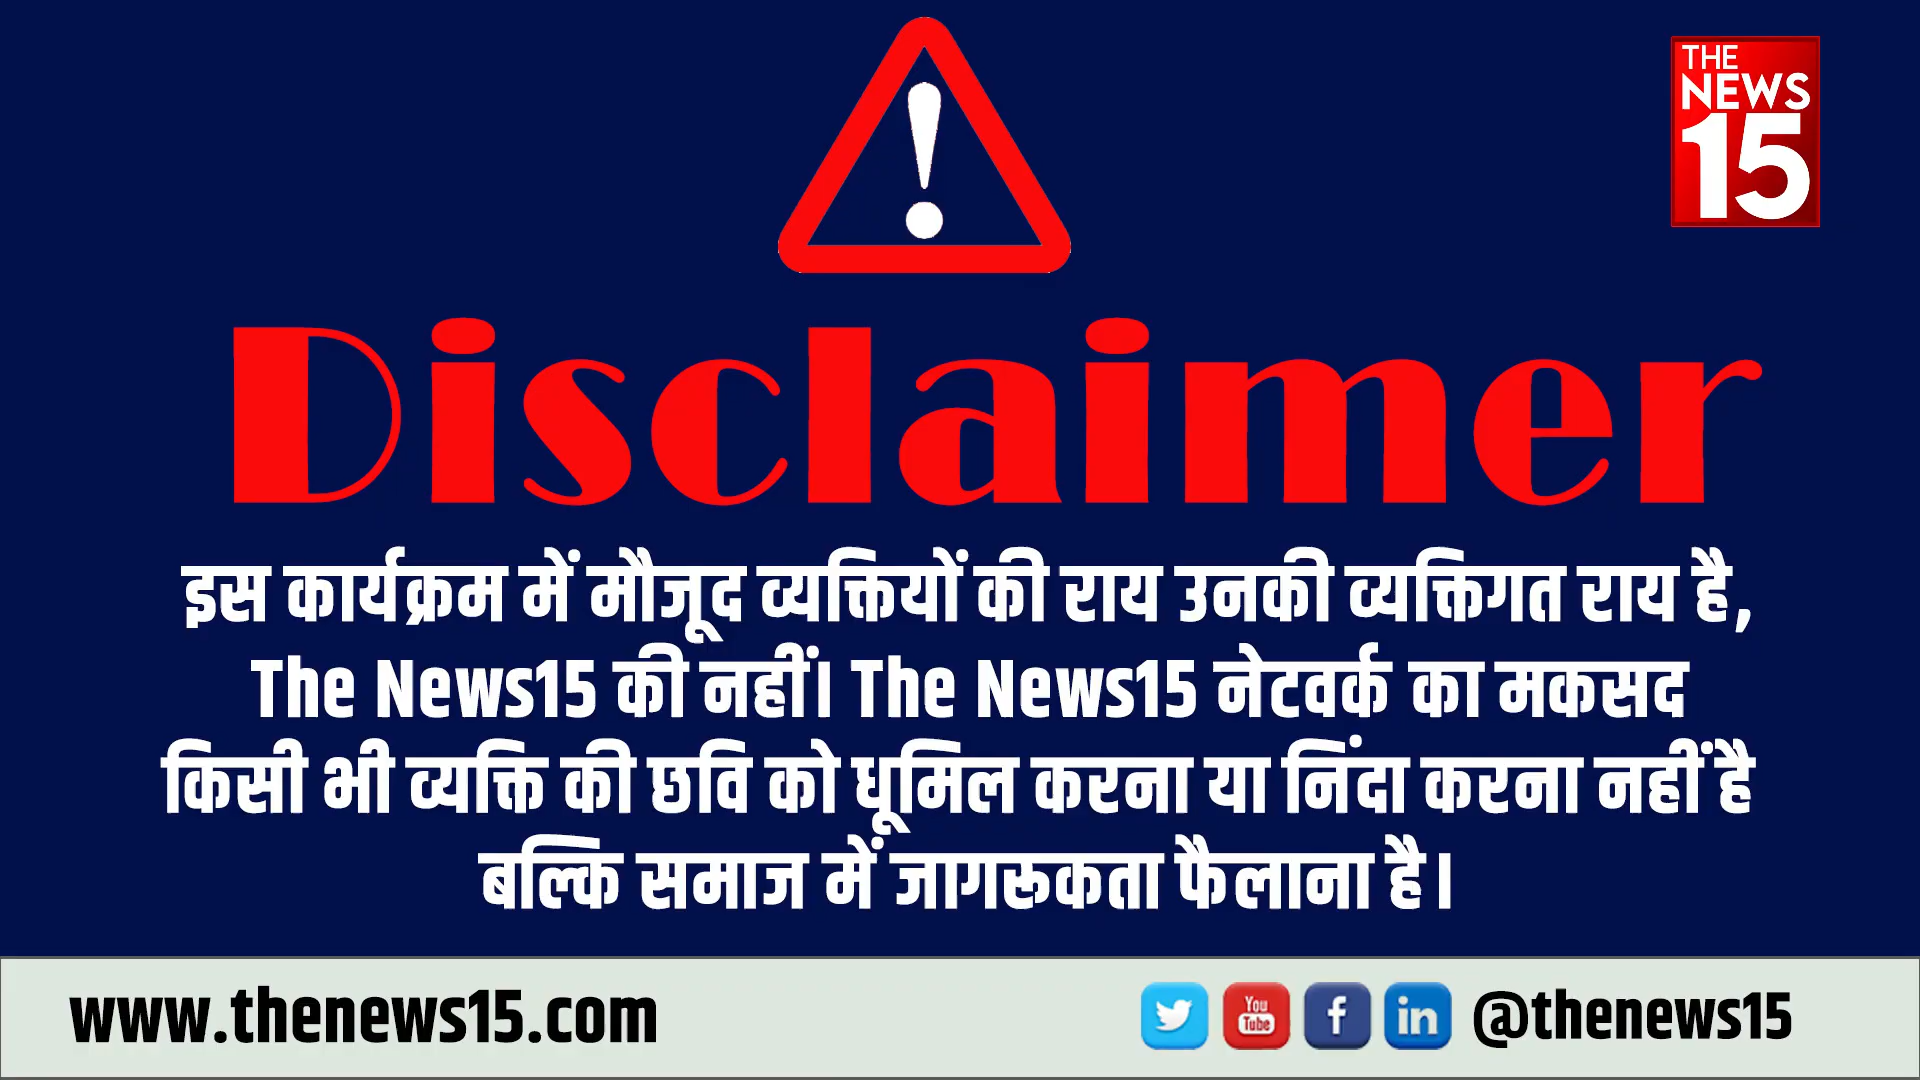 THE
NEWS
15
Disclaimer
इस कार्यक्रम में मौजूद व्यक्तियों की राय उनकी व्यक्तिगत राय है,
The News15 की नहीं। The News15 नेटवर्क का मकसद
किसी भी व्यक्ति की छवि को धूमिल करना या निंदा करना नहीं है
बल्कि समाज में जागरूकता फैलाना है।
www.thenews15.com
You
Tube
f
in
@thenews15